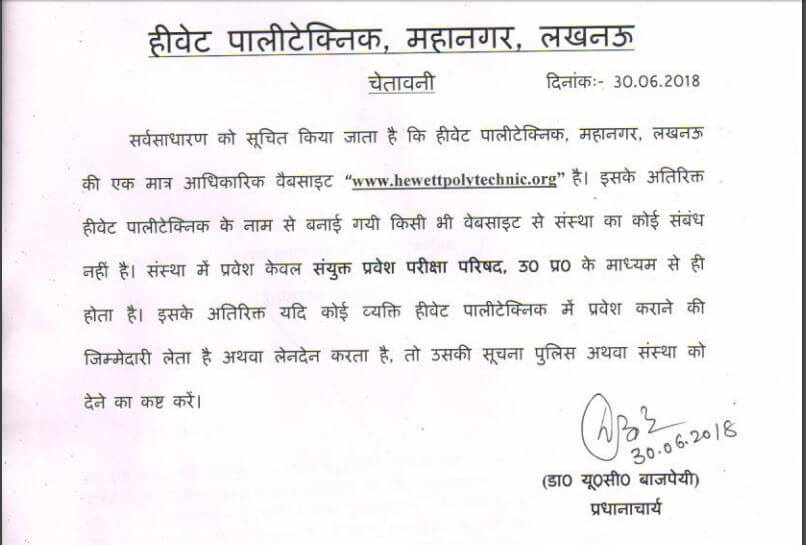 हीवेट पालीटेक्निक, महानगर, लखनऊ
चेतावनी दिनांकः- 30.06.2018
सर्वसाधारण को सूचित किया जाता है कि हीवेट पालीटेक्निक, महानगर, लखनऊ
की एक मात्र आधिकारिक वैबसाइट “www.hewettpolytechnic.org” है। इसके अतिरिक्त
हीवेट पालीटेक्निक के नाम से बनाई गयी किसी भी वेबसाइट से संस्था का कोई संबंध
नहीं है। संस्था में प्रवेश केवल संयुक्त प्रवेश परीक्षा परिषद, उ0 प्र0 के माध्यम से ही
होता है। इसके अतिरिक्त यदि कोई व्यक्ति हीवेट पालीटेक्निक में प्रवेश कराने की
जिम्मेदारी लेता है अथवा लेनदेन करता है, तो उसकी सूचना पुलिस अथवा संस्था को
देने का कष्ट करें।
30.06.2018
(डा0 यू0सी0 बाजपेयी)
प्रधानाचार्य